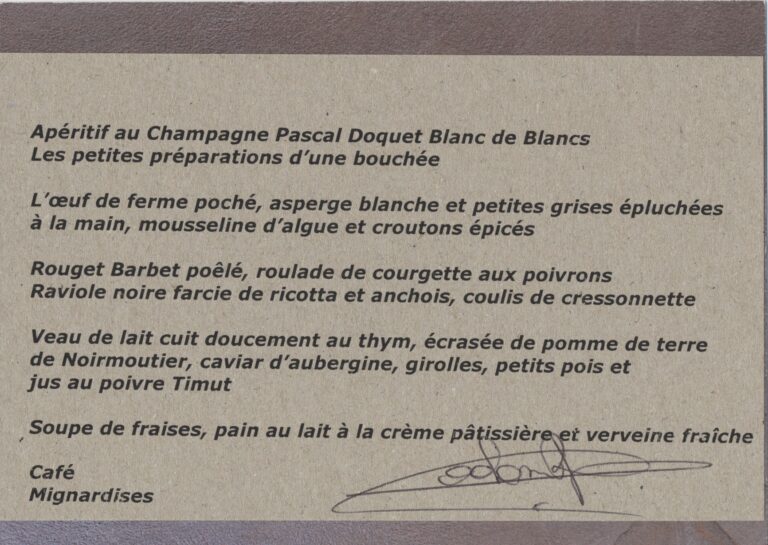 Apéritif au Champagne Pascal Doquet Blanc de Blancs
Les petites préparations d'une bouchée
L'œuf de ferme poché, asperge blanche et petites grises épluchées
à la main, mousseline d'algue et croutons épicés
Rouget Barbet poêlé, roulade de courgette aux poivrons
Raviole noire farcie de ricotta et anchois, coulis de cressonnette
Veau de lait cuit doucement au thym, écrasée de pomme de terre
de Noirmoutier, caviar d'aubergine, girolles, petits pois et
jus au poivre Timut
Soupe de fraises, pain au lait à la crème pâtissière et verveine fraîche
Café
Mignardises